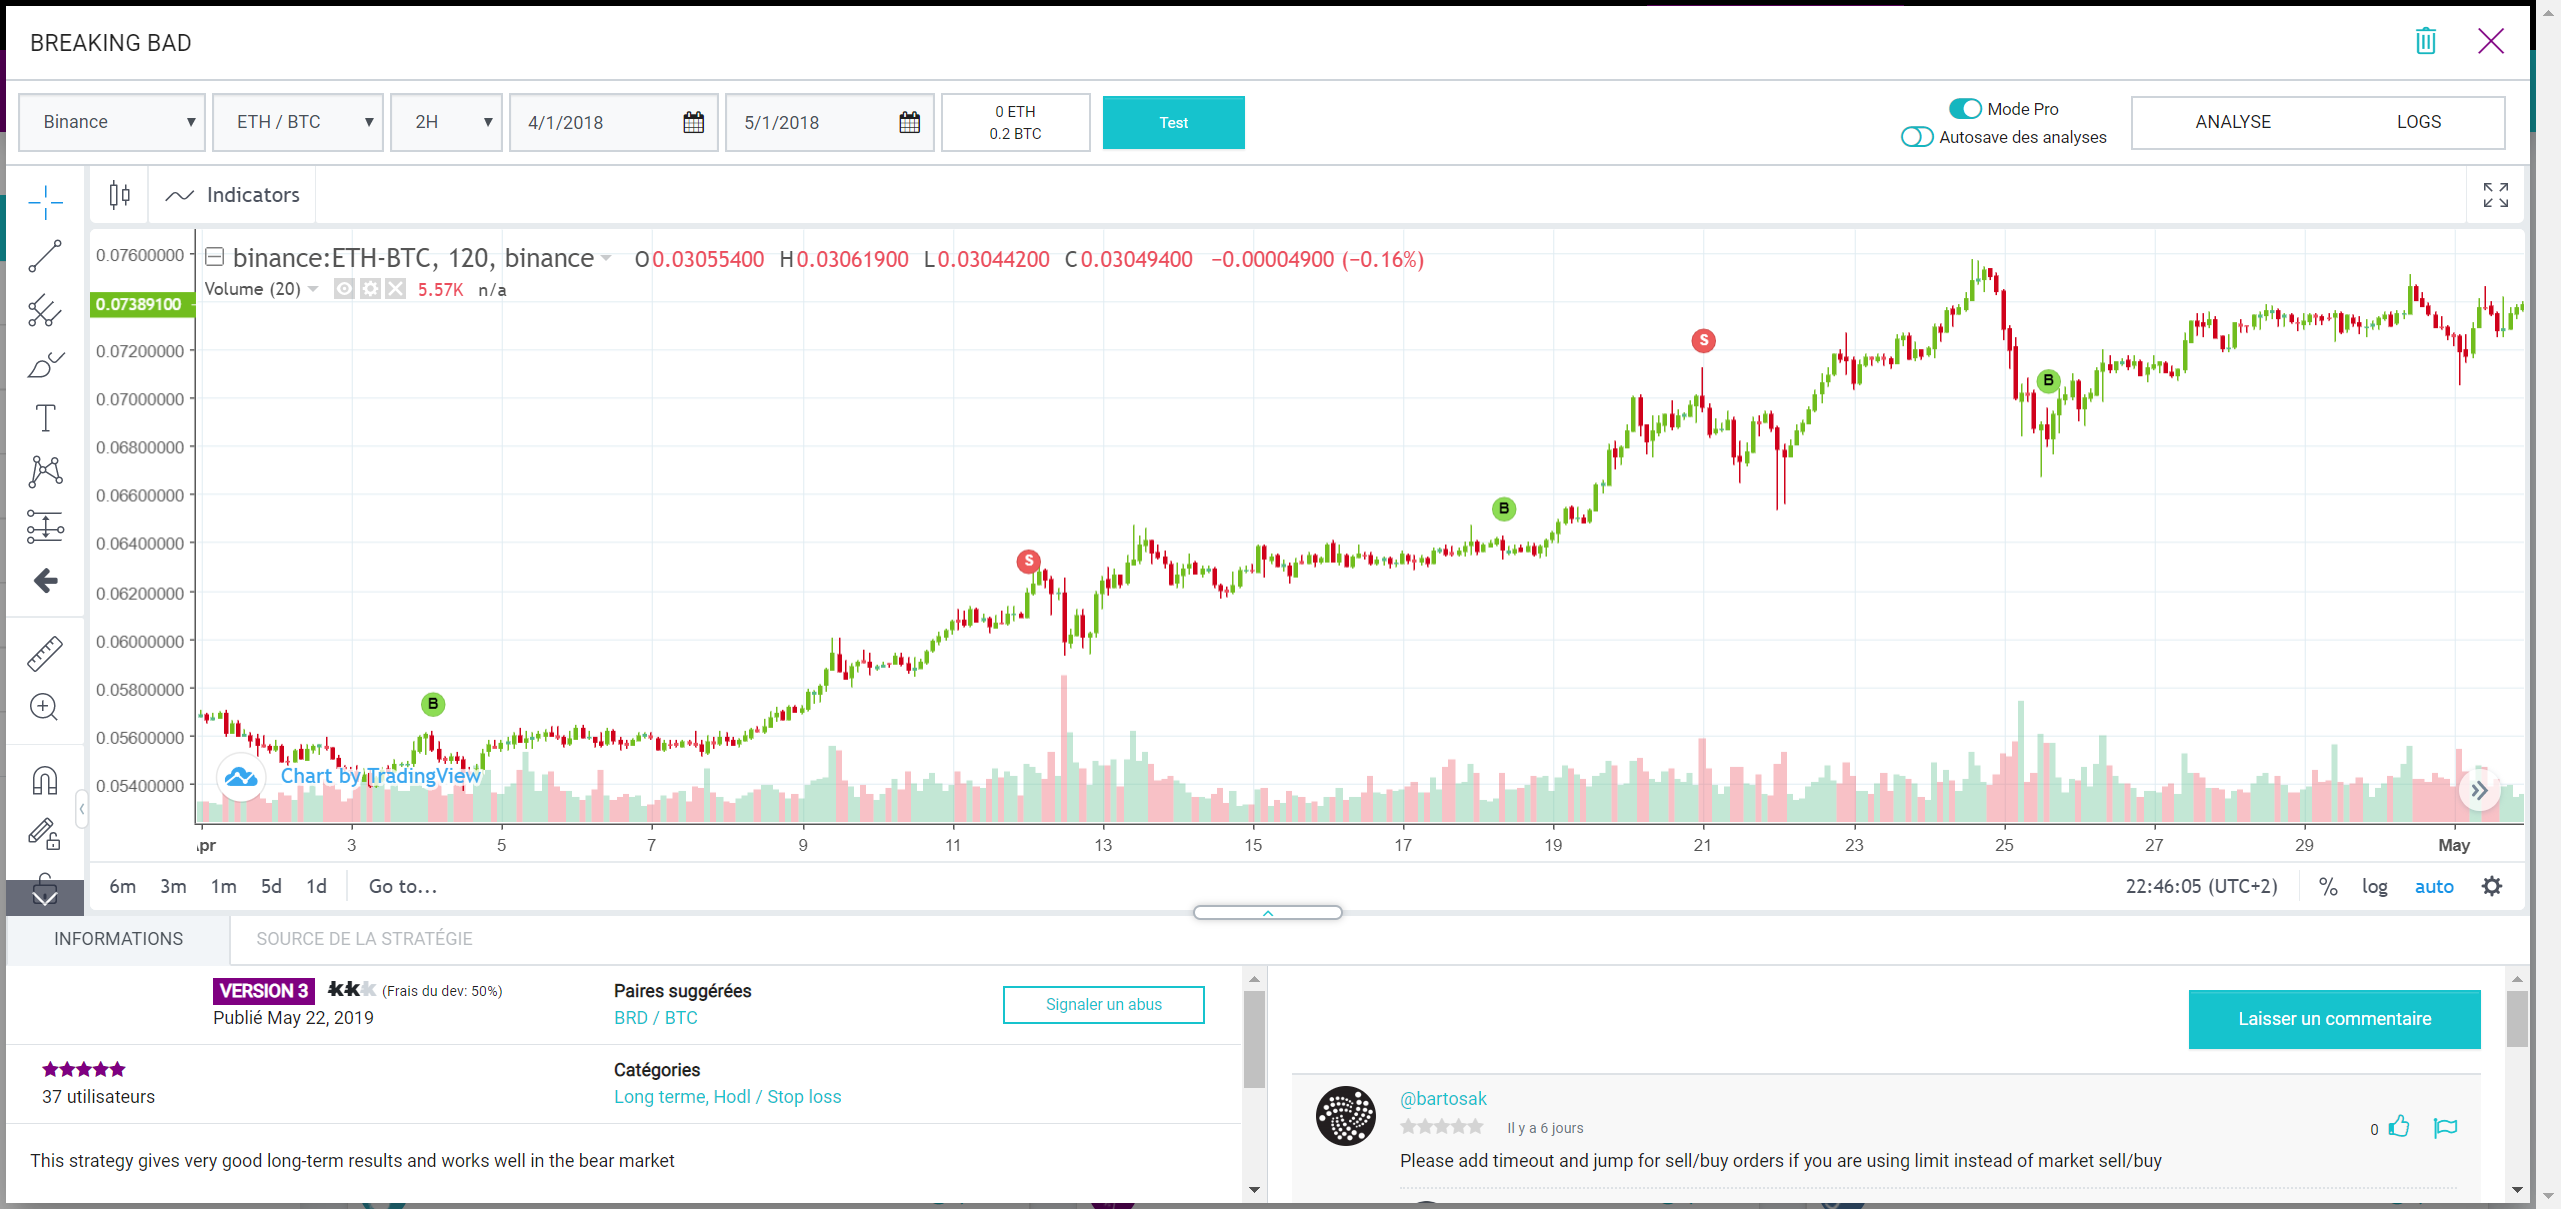 BREAKING BAD
Binance
ETH / BTC
2H
4/1/2018
5/1/2018
0 ETH
0.2 BTC
Test
Mode Pro
Autosave des analyses
ANALYSE
LOGS
Indicators
binance:ETH-BTC, 120, binance O0.03055400 H0.03061900 L0.03044200 C0.03049400 −0.00004900 (−0.16%)
Volume (20) 5.57K n/a
0.07600000
0.07389100
0.07200000
0.07000000
0.06800000
0.06600000
0.06400000
0.06200000
0.06000000
0.05800000
0.05600000
0.05400000
B
S
B
S
B
Chart by TradingView
3 5 7 9 11 13 15 17 19 21 23 25 27 29 May
6m 3m 1m 5d 1d Go to...
22:46:05 (UTC+2) % log auto
INFORMATIONS
SOURCE DE LA STRATÉGIE
VERSION 3 (Frais du dev: 50%)
Publié May 22, 2019
Paires suggérées
BRD / BTC
Signaler un abus
37 utilisateurs
Catégories
Long terme, Hodl / Stop loss
This strategy gives very good long-term results and works well in the bear market
Laisser un commentaire
@bartosak
Il y a 6 jours
0
Please add timeout and jump for sell/buy orders if you are using limit instead of market sell/buy